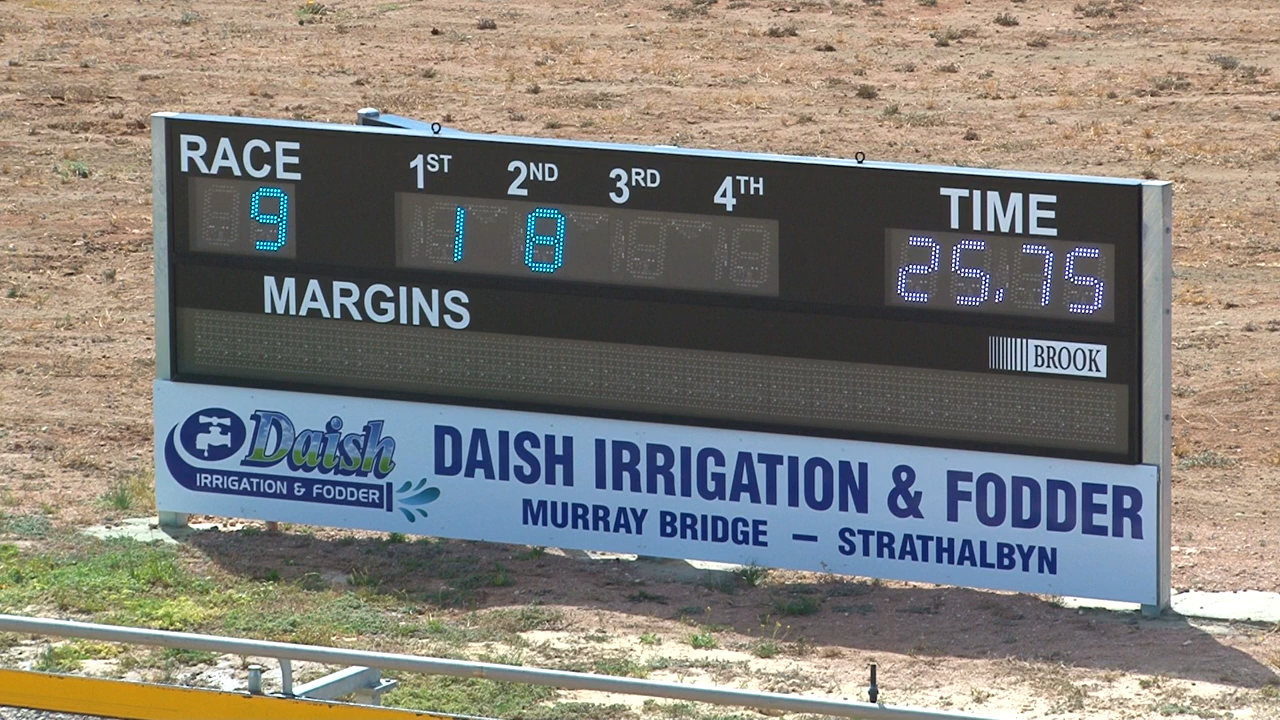 RACE 1ST 2ND 3RD 4TH TIME
9 1 8 25.75
MARGINS
BROOK
Daish
IRRIGATION & FODDER
DAISH IRRIGATION & FODDER
MURRAY BRIDGE – STRATHALBYN